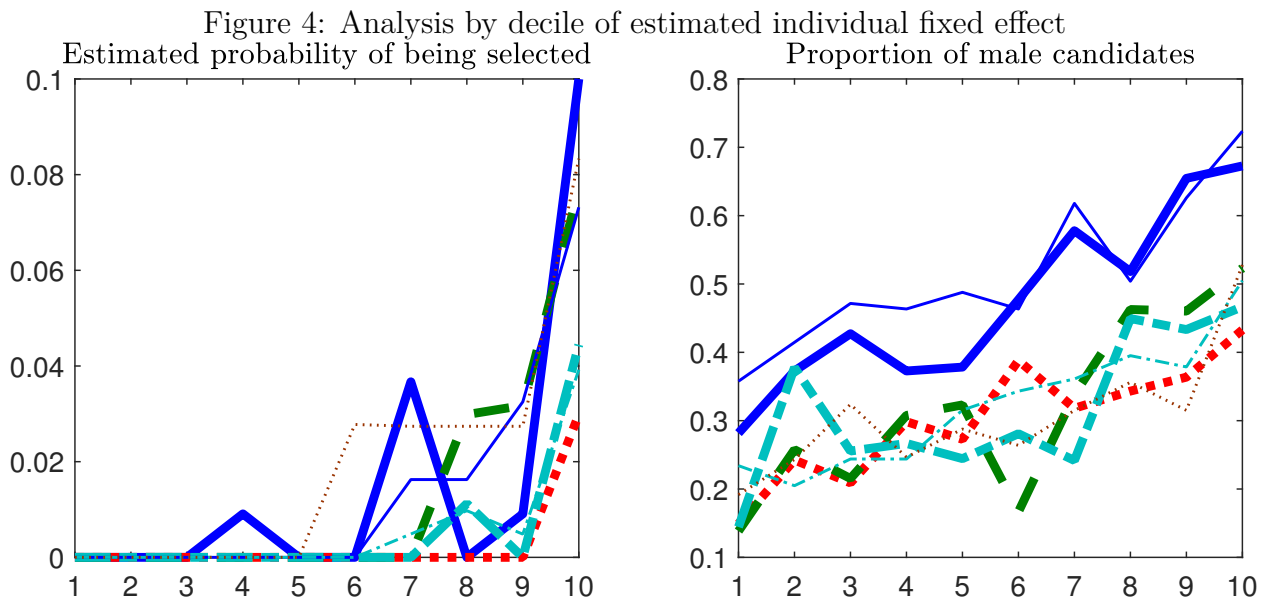 Figure 4: Analysis by decile of estimated individual fixed effect
Estimated probability of being selected
0.1
0.08
0.06
0.04
0.02
0
1 2 3 4 5 6 7 8 9 10
Proportion of male candidates
0.8
0.7
0.6
0.5
0.4
0.3
0.2
0.1
1 2 3 4 5 6 7 8 9 10